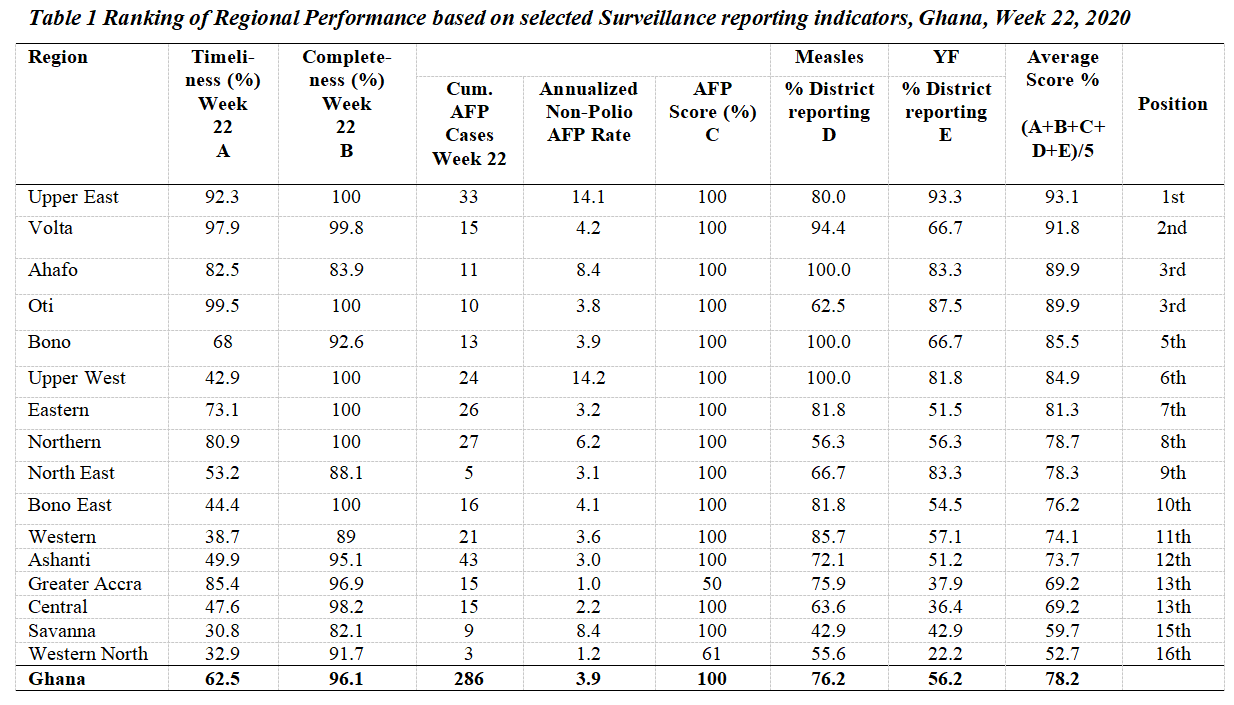 Table 1 Ranking of Regional Performance based on selected Surveillance reporting indicators, Ghana, Week 22, 2020
Region Timeli- Complete- Measles YF Average
ness (%) ness (%) Score %
Week Week Cum. Annualized AFP % District % District Position
22 22 AFP Non-Polio Score (%) reporting reporting (A+B+C+
A B Cases AFP Rate C D E D+E)/5
Week 22
Upper East 92.3 100 33 14.1 100 80.0 93.3 93.1 1st
Volta 97.9 99.8 15 4.2 100 94.4 66.7 91.8 2nd
Ahafo 82.5 83.9 11 8.4 100 100.0 83.3 89.9 3rd
Oti 99.5 100 10 3.8 100 62.5 87.5 89.9 3rd
Bono 68 92.6 13 3.9 100 100.0 66.7 85.5 5th
Upper West 42.9 100 24 14.2 100 100.0 81.8 84.9 6th
Eastern 73.1 100 26 3.2 100 81.8 51.5 81.3 7th
Northern 80.9 100 27 6.2 100 56.3 56.3 78.7 8th
North East 53.2 88.1 5 3.1 100 66.7 83.3 78.3 9th
Bono East 44.4 100 16 4.1 100 81.8 54.5 76.2 10th
Western 38.7 89 21 3.6 100 85.7 57.1 74.1 11th
Ashanti 49.9 95.1 43 3.0 100 72.1 51.2 73.7 12th
Greater Accra 85.4 96.9 15 1.0 50 75.9 37.9 69.2 13th
Central 47.6 98.2 15 2.2 100 63.6 36.4 69.2 13th
Savanna 30.8 82.1 9 8.4 100 42.9 42.9 59.7 15th
Western North 32.9 91.7 3 1.2 61 55.6 22.2 52.7 16th
Ghana 62.5 96.1 286 3.9 100 76.2 56.2 78.2